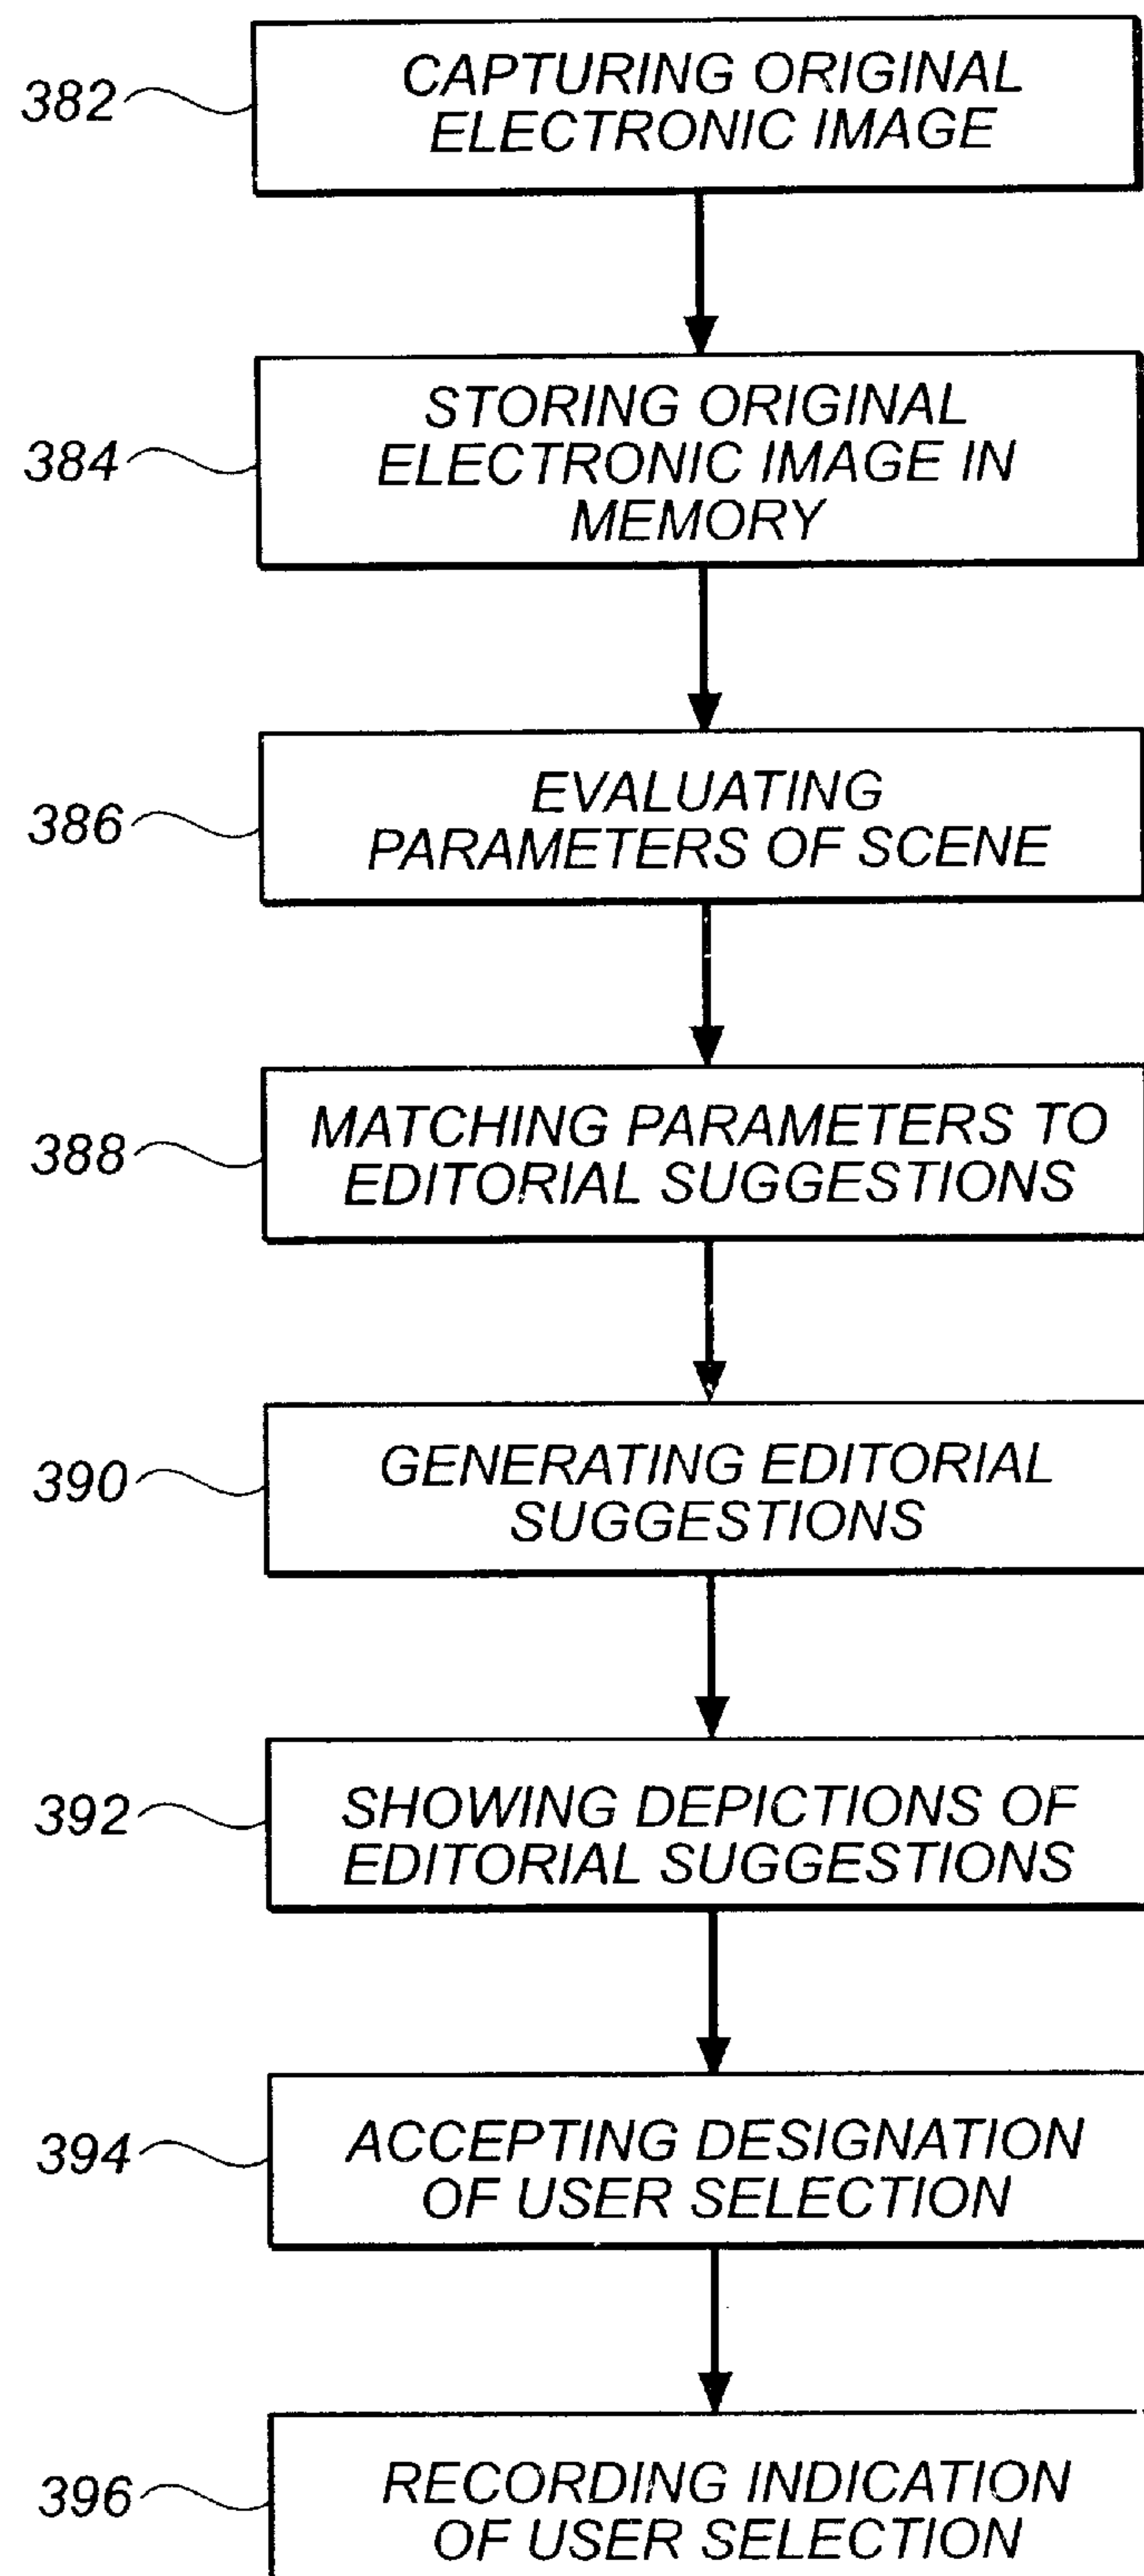 382
CAPTURING ORIGINAL
ELECTRONIC IMAGE
384
STORING ORIGINAL
ELECTRONIC IMAGE IN
MEMORY
386
EVALUATING
PARAMETERS OF SCENE
388
MATCHING PARAMETERS TO
EDITORIAL SUGGESTIONS
390
GENERATING EDITORIAL
SUGGESTIONS
392
SHOWING DEPICTIONS OF
EDITORIAL SUGGESTIONS
394
ACCEPTING DESIGNATION
OF USER SELECTION
396
RECORDING INDICATION
OF USER SELECTION